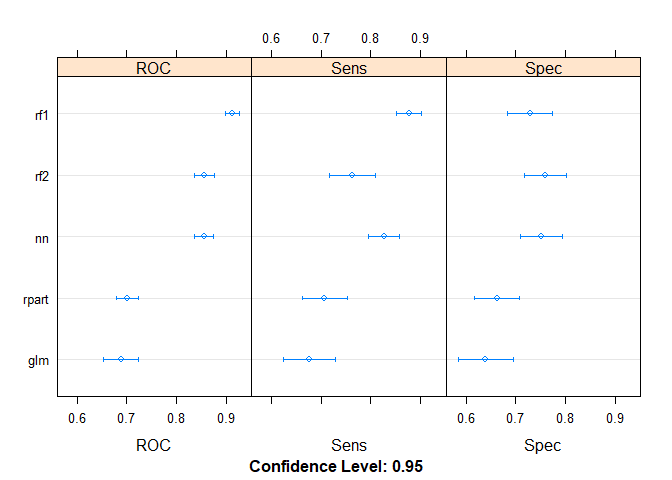 0.6 0.7 0.8 0.9
ROC Sens Spec
rf1
rf2
nn
rpart
glm
0.6 0.7 0.8 0.9 0.6 0.7 0.8 0.9
ROC Sens Spec
Confidence Level: 0.95